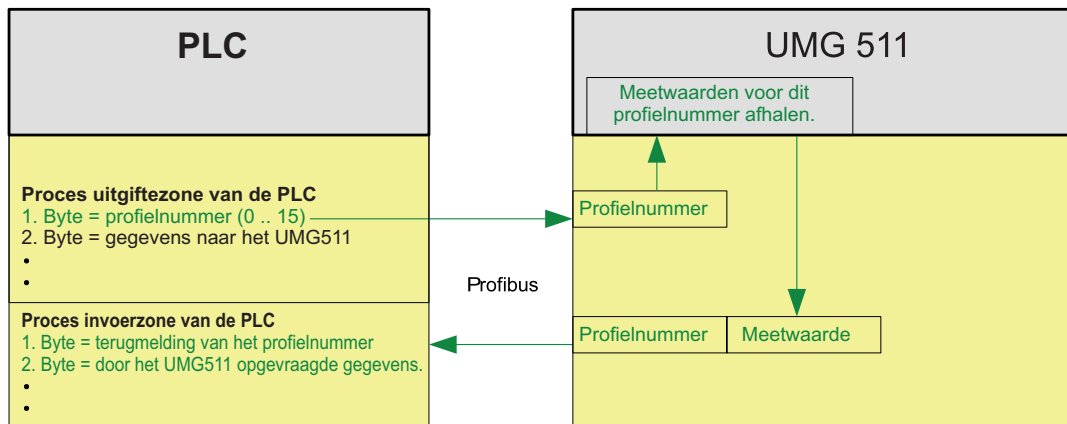 PLC
Proces uitgiftezone van de PLC
1. Byte = profielnummer (0 .. 15)
2. Byte = gegevens naar het UMG511
•
•
Proces invoerzone van de PLC
1. Byte = terugmelding van het profielnummer
2. Byte = door het UMG511 opgevraagde gegevens.
•
•
Profibus
UMG 511
Meetwaarden voor dit
profielnummer afhalen.
Profielnummer
Profielnummer
Meetwaarde